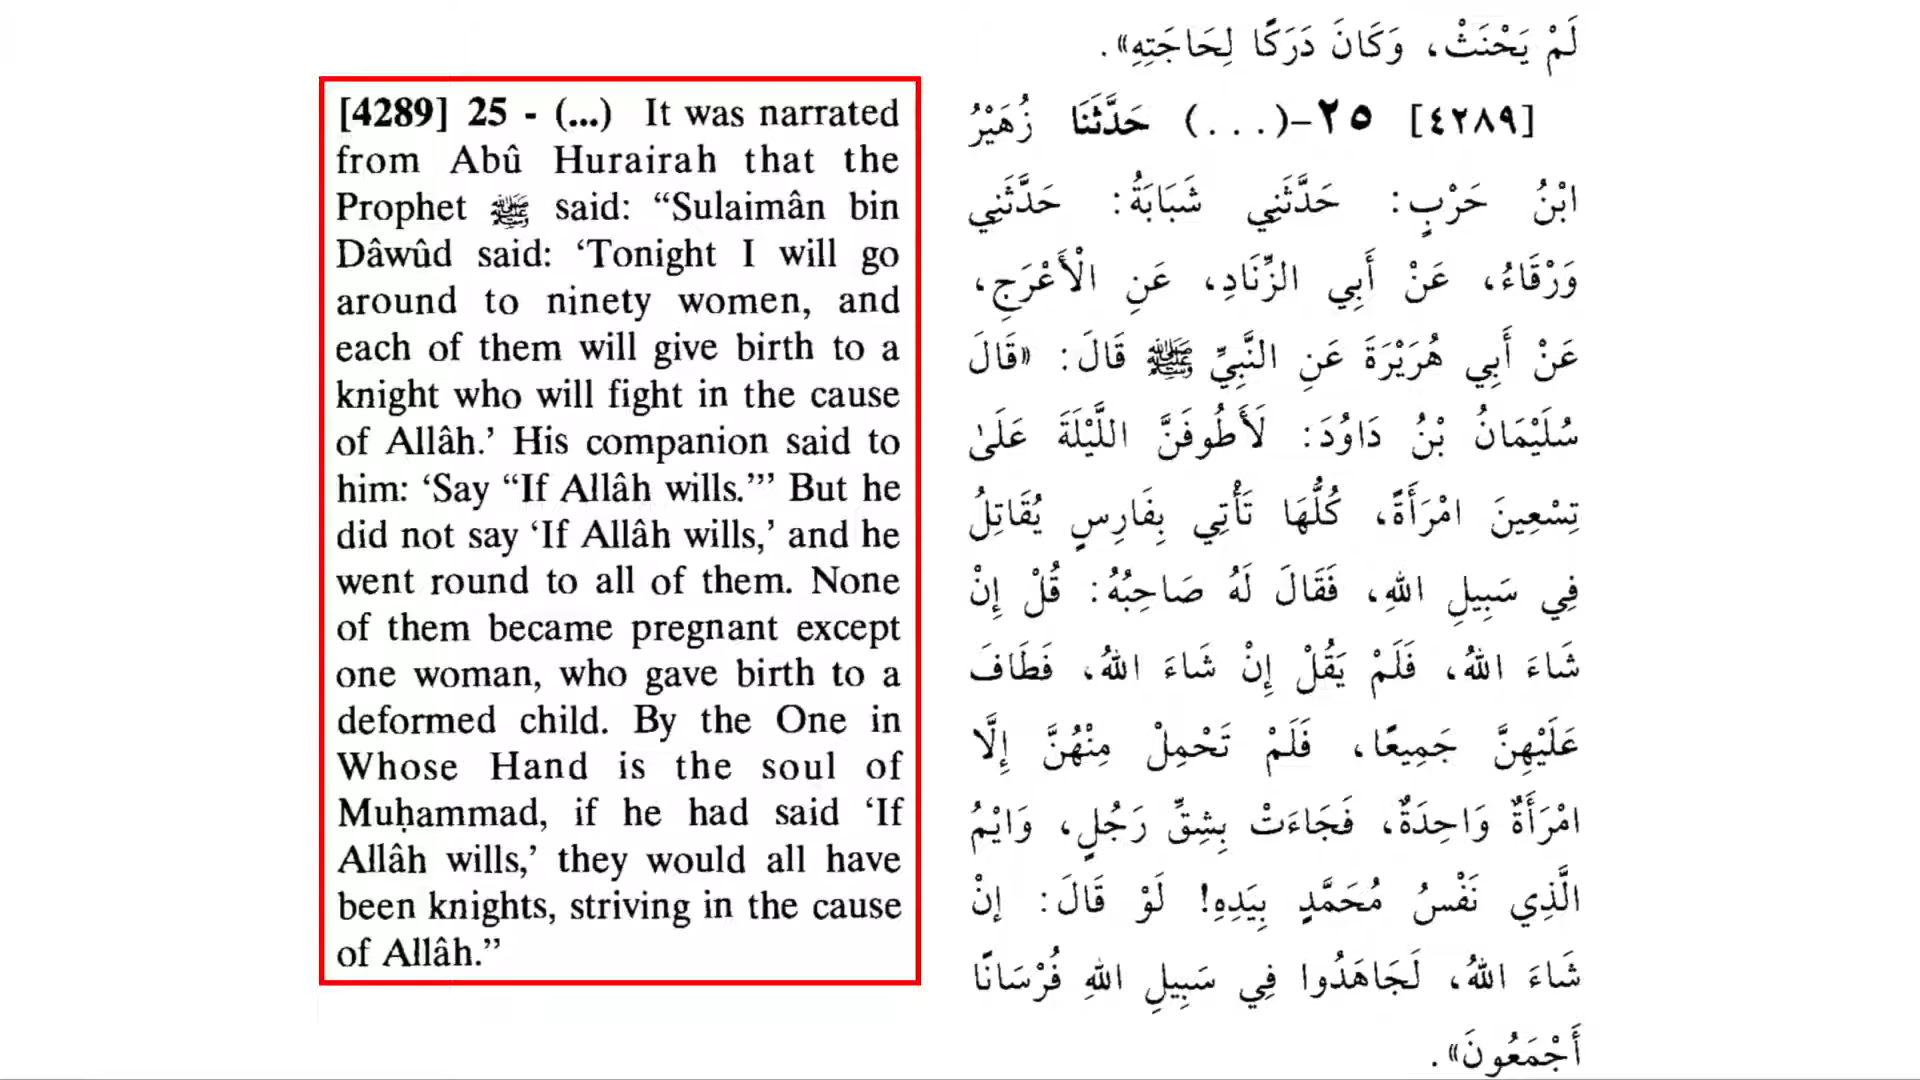 [4289] 25 - (...) It was narrated
from Abû Hurairah that the
Prophet ﷺ said: “Sulaimân bin
Dâwûd said: ‘Tonight I will go
around to ninety women, and
each of them will give birth to a
knight who will fight in the cause
of Allâh.’ His companion said to
him: ‘Say “If Allâh wills.”’ But he
did not say ‘If Allâh wills,’ and he
went round to all of them. None
of them became pregnant except
one woman, who gave birth to a
deformed child. By the One in
Whose Hand is the soul of
Muḥammad, if he had said ‘If
Allâh wills,’ they would all have
been knights, striving in the cause
of Allâh.”
لَمْ يَحْنَثْ، وَكَانَ دَرَكًا لِحَاجَتِهِ».
[٤٢٨٩] ٢٥-(...) حَدَّثَنَا زُهَيْرُ
ابْنُ حَرْبٍ: حَدَّثَنِي شَبَابَةُ: حَدَّثَنِي
وَرْقَاءُ، عَنْ أَبِي الزِّنَادِ، عَنِ الْأَعْرَجِ،
عَنْ أَبِي هُرَيْرَةَ عَنِ النَّبِيِّ ﷺ قَالَ: «قَالَ
سُلَيْمَانُ بْنُ دَاوُدَ: لَأَطُوفَنَّ اللَّيْلَةَ عَلَىٰ
تِسْعِينَ امْرَأَةً، كُلُّهَا تَأْتِي بِفَارِسٍ يُقَاتِلُ
فِي سَبِيلِ اللهِ، فَقَالَ لَهُ صَاحِبُهُ: قُلْ إِنْ
شَاءَ اللهُ، فَلَمْ يَقُلْ إِنْ شَاءَ اللهُ، فَطَافَ
عَلَيْهِنَّ جَمِيعًا، فَلَمْ تَحْمِلْ مِنْهُنَّ إِلَّا
امْرَأَةٌ وَاحِدَةٌ، فَجَاءَتْ بِشِقِّ رَجُلٍ، وَايْمُ
الَّذِي نَفْسُ مُحَمَّدٍ بِيَدِهِ! لَوْ قَالَ: إِنْ
شَاءَ اللهُ، لَجَاهَدُوا فِي سَبِيلِ اللهِ فُرْسَانًا
أَجْمَعُونَ».